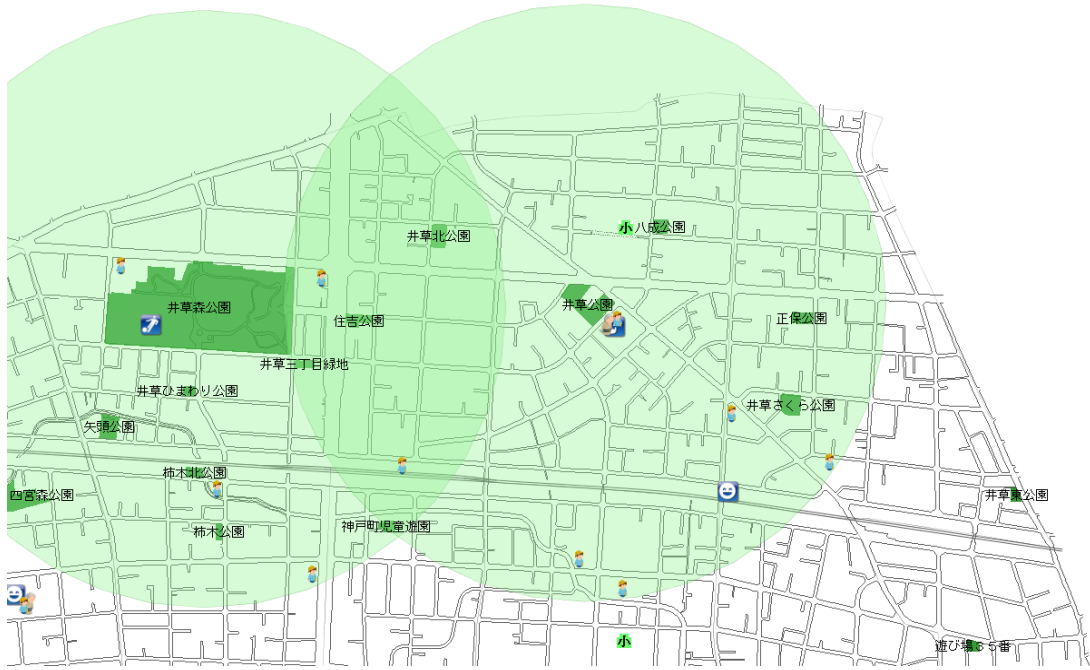 小 八成公園
井草北公園
井草森公園
井草公園
住吉公園
正保公園
井草三丁目緑地
井草ひまわり公園
井草さくら公園
矢頭公園
柿木北公園
四宮森公園
井草東公園
柿木公園
神戸町児童遊園
小
遊び場85番